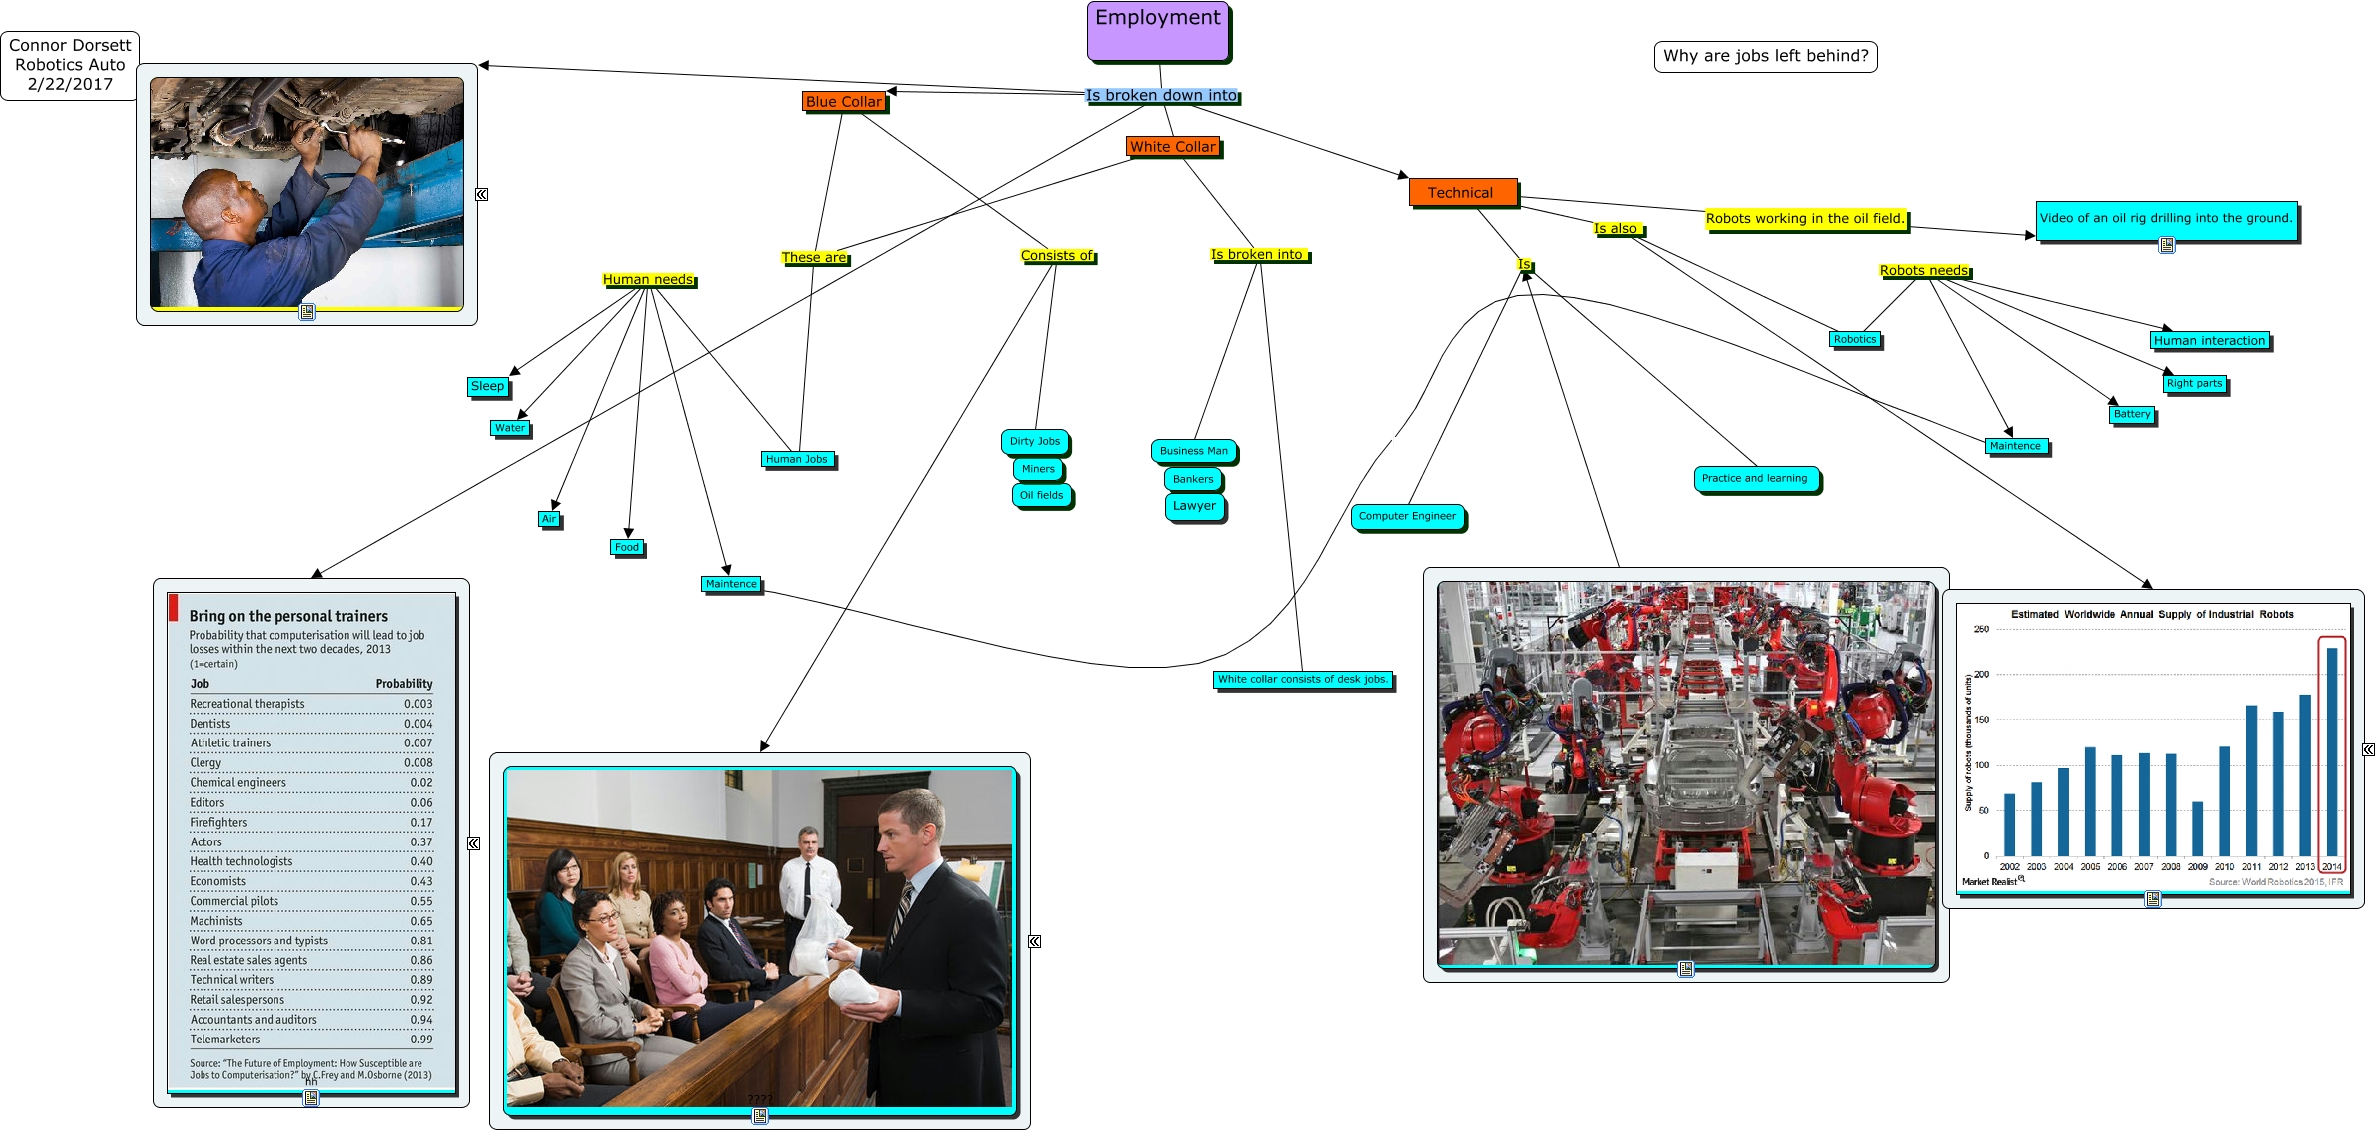 Employment
Connor Dorsett
Robotics Auto
2/22/2017
Why are jobs left behind?
Is broken down into
Blue Collar
White Collar
Technical
Robots working in the oil field.
Video of an oil rig drilling into the ground.
Is also
These are
Consists of
Is broken into
Is
Robots needs
Human needs
Robotics
Human interaction
Right parts
Battery
Maintence
Sleep
Water
Human Jobs
Air
Food
Maintence
Dirty Jobs
Miners
Oil fields
Business Man
Bankers
Lawyer
Computer Engineer
Practice and learning
White collar consists of desk jobs.
Bring on the personal trainers
Probability that computerisation will lead to job
losses within the next two decades, 2013
(1=certain)
Job Probability
Recreational therapists 0.003
Dentists 0.004
Athletic trainers 0.007
Clergy 0.008
Chemical engineers 0.02
Editors 0.06
Firefighters 0.17
Actors 0.37
Health technologists 0.40
Economists 0.43
Commercial pilots 0.55
Machinists 0.65
Word processors and typists 0.81
Real estate sales agents 0.86
Technical writers 0.89
Retail salespersons 0.92
Accountants and auditors 0.94
Telemarketers 0.99
Source: "The Future of Employment: How Susceptible are
Jobs to Computerisation?" by C.Frey and M.Osborne (2013)
hh
????
Estimated Worldwide Annual Supply of Industrial Robots
Supply of robots (thousands of units)
250
200
150
100
50
0
2002 2003 2004 2005 2006 2007 2008 2009 2010 2011 2012 2013 2014
Market Realist
Source: World Robotics 2015, IFR